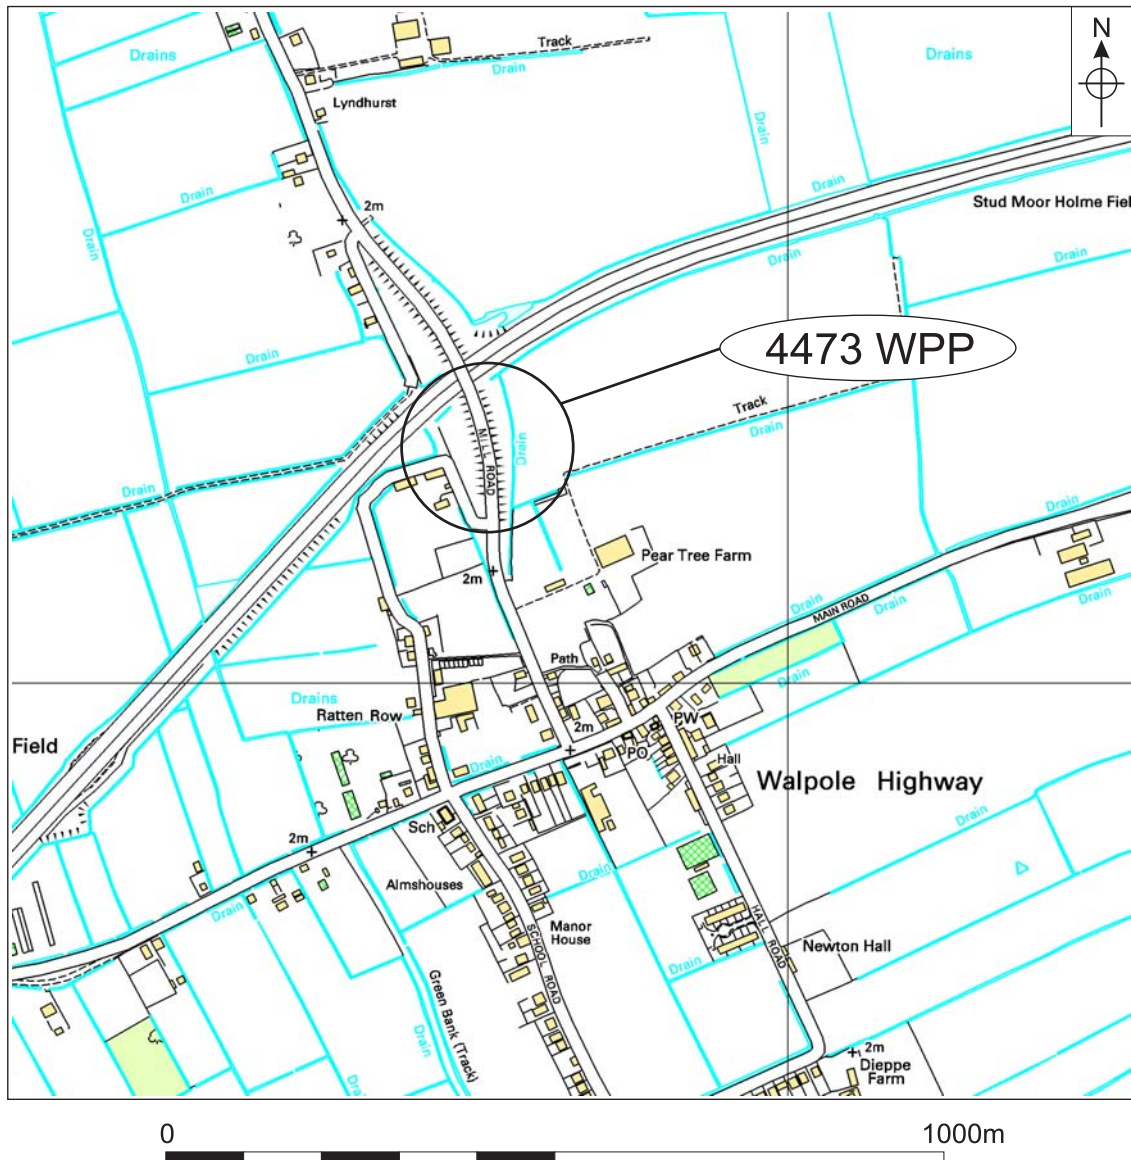 N
Drains
Track
Drain
Drains
Lyndhurst
Drain
Drain
Drain
2m
Stud Moor Holme Fiel
Drain
Drain
Drain
Drain
4473 WPP
Track
Drain
MILL ROAD
Drain
Drain
Drain
Pear Tree Farm
2m
Drain
MAIN ROAD
Drain
Drain
Path
Drain
Drains
Ratten Row
PW
2m
Field
PO
Hall
Drain
Walpole Highway
Drain
Sch
2m
Drain
Almshouses
Drain
Manor
House
SCHOOL ROAD
HALL ROAD
Newton Hall
Drain
Green Bank (Track)
Drain
2m
Dieppe
Farm
Drain
0
1000m